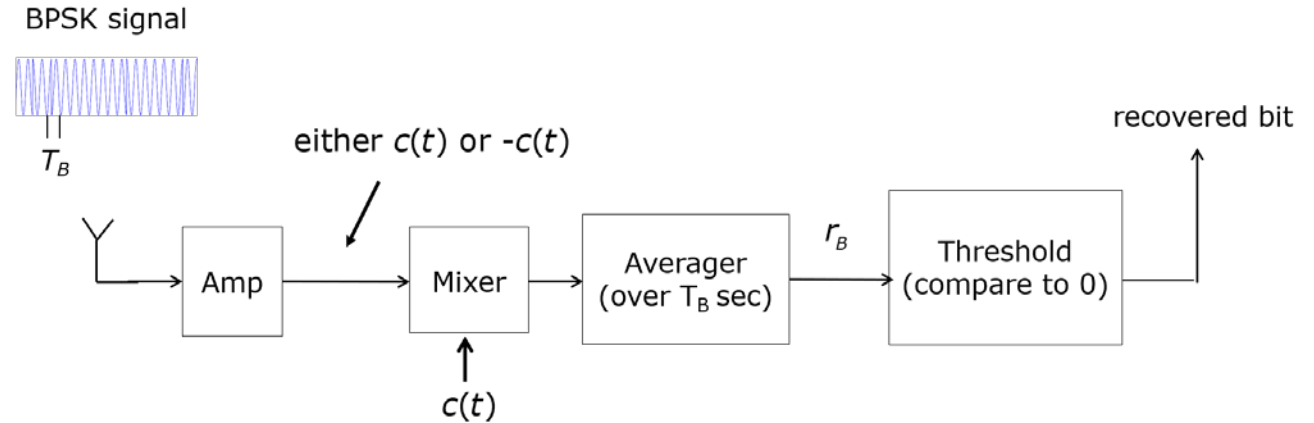 BPSK signal
T_B
either c(t) or -c(t)
Amp
Mixer
c(t)
Averager
(over T_B sec)
r_B
Threshold
(compare to 0)
recovered bit